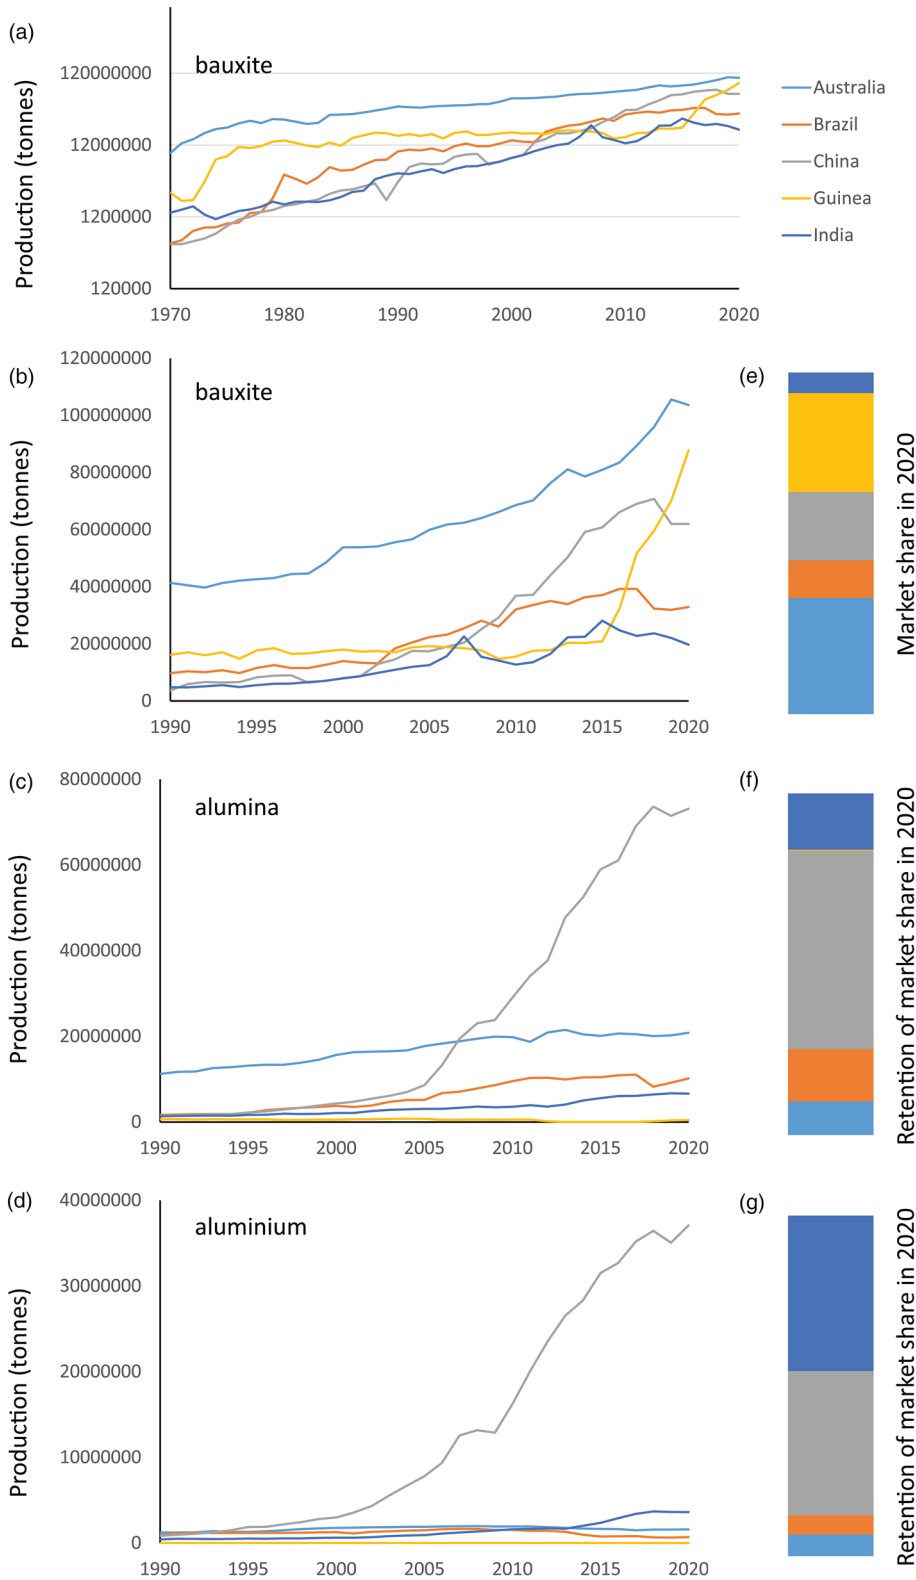 (a)
bauxite
Production (tonnes)
120000000
12000000
1200000
120000
1970
1980
1990
2000
2010
2020
Australia
Brazil
China
Guinea
India
(b)
bauxite
Production (tonnes)
120000000
100000000
80000000
60000000
40000000
20000000
0
1990
1995
2000
2005
2010
2015
2020
(e)
Market share in 2020
(c)
alumina
Production (tonnes)
80000000
60000000
40000000
20000000
0
1990
1995
2000
2005
2010
2015
2020
(f)
Retention of market share in 2020
(d)
aluminium
Production (tonnes)
40000000
30000000
20000000
10000000
0
1990
1995
2000
2005
2010
2015
2020
(g)
Retention of market share in 2020